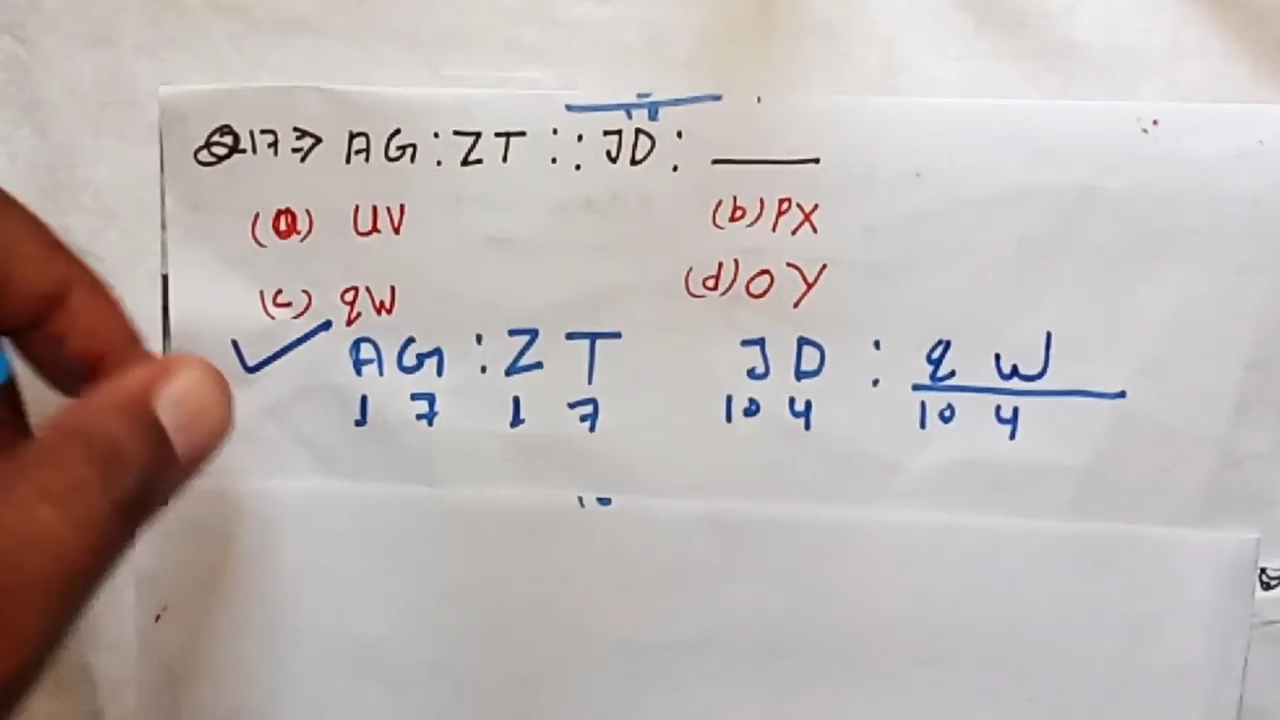 Q17⇒ AG:ZT::JD: ____
(a) UV (b) PX
(c) qW (d) OY
AG:ZT JD: qW
1 7 1 7 10 4 10 4